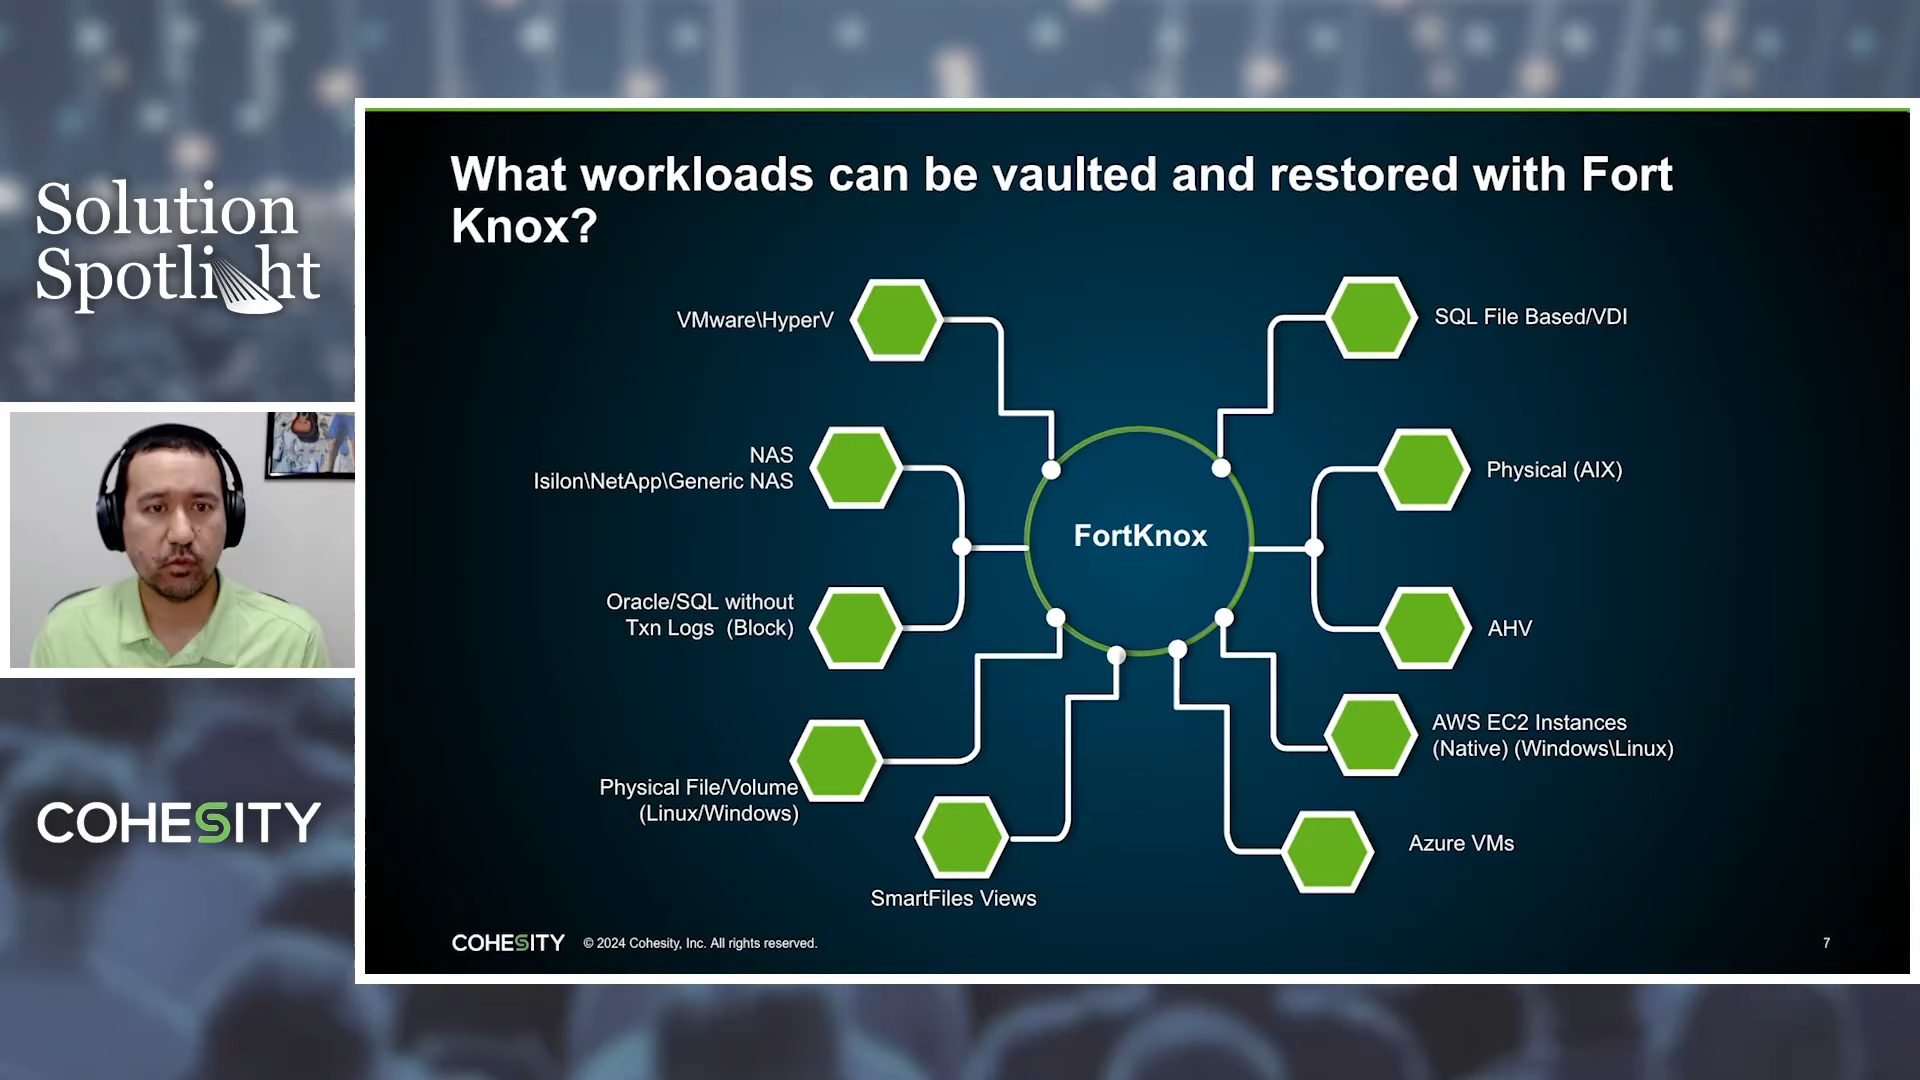 Solution
Spotlight
COHESITY
What workloads can be vaulted and restored with Fort
Knox?
VMware\HyperV
NAS
Isilon\NetApp\Generic NAS
Oracle/SQL without
Txn Logs (Block)
Physical File/Volume
(Linux/Windows)
SmartFiles Views
FortKnox
SQL File Based/VDI
Physical (AIX)
AHV
AWS EC2 Instances
(Native) (Windows\Linux)
Azure VMs
COHESITY © 2024 Cohesity, Inc. All rights reserved.
7